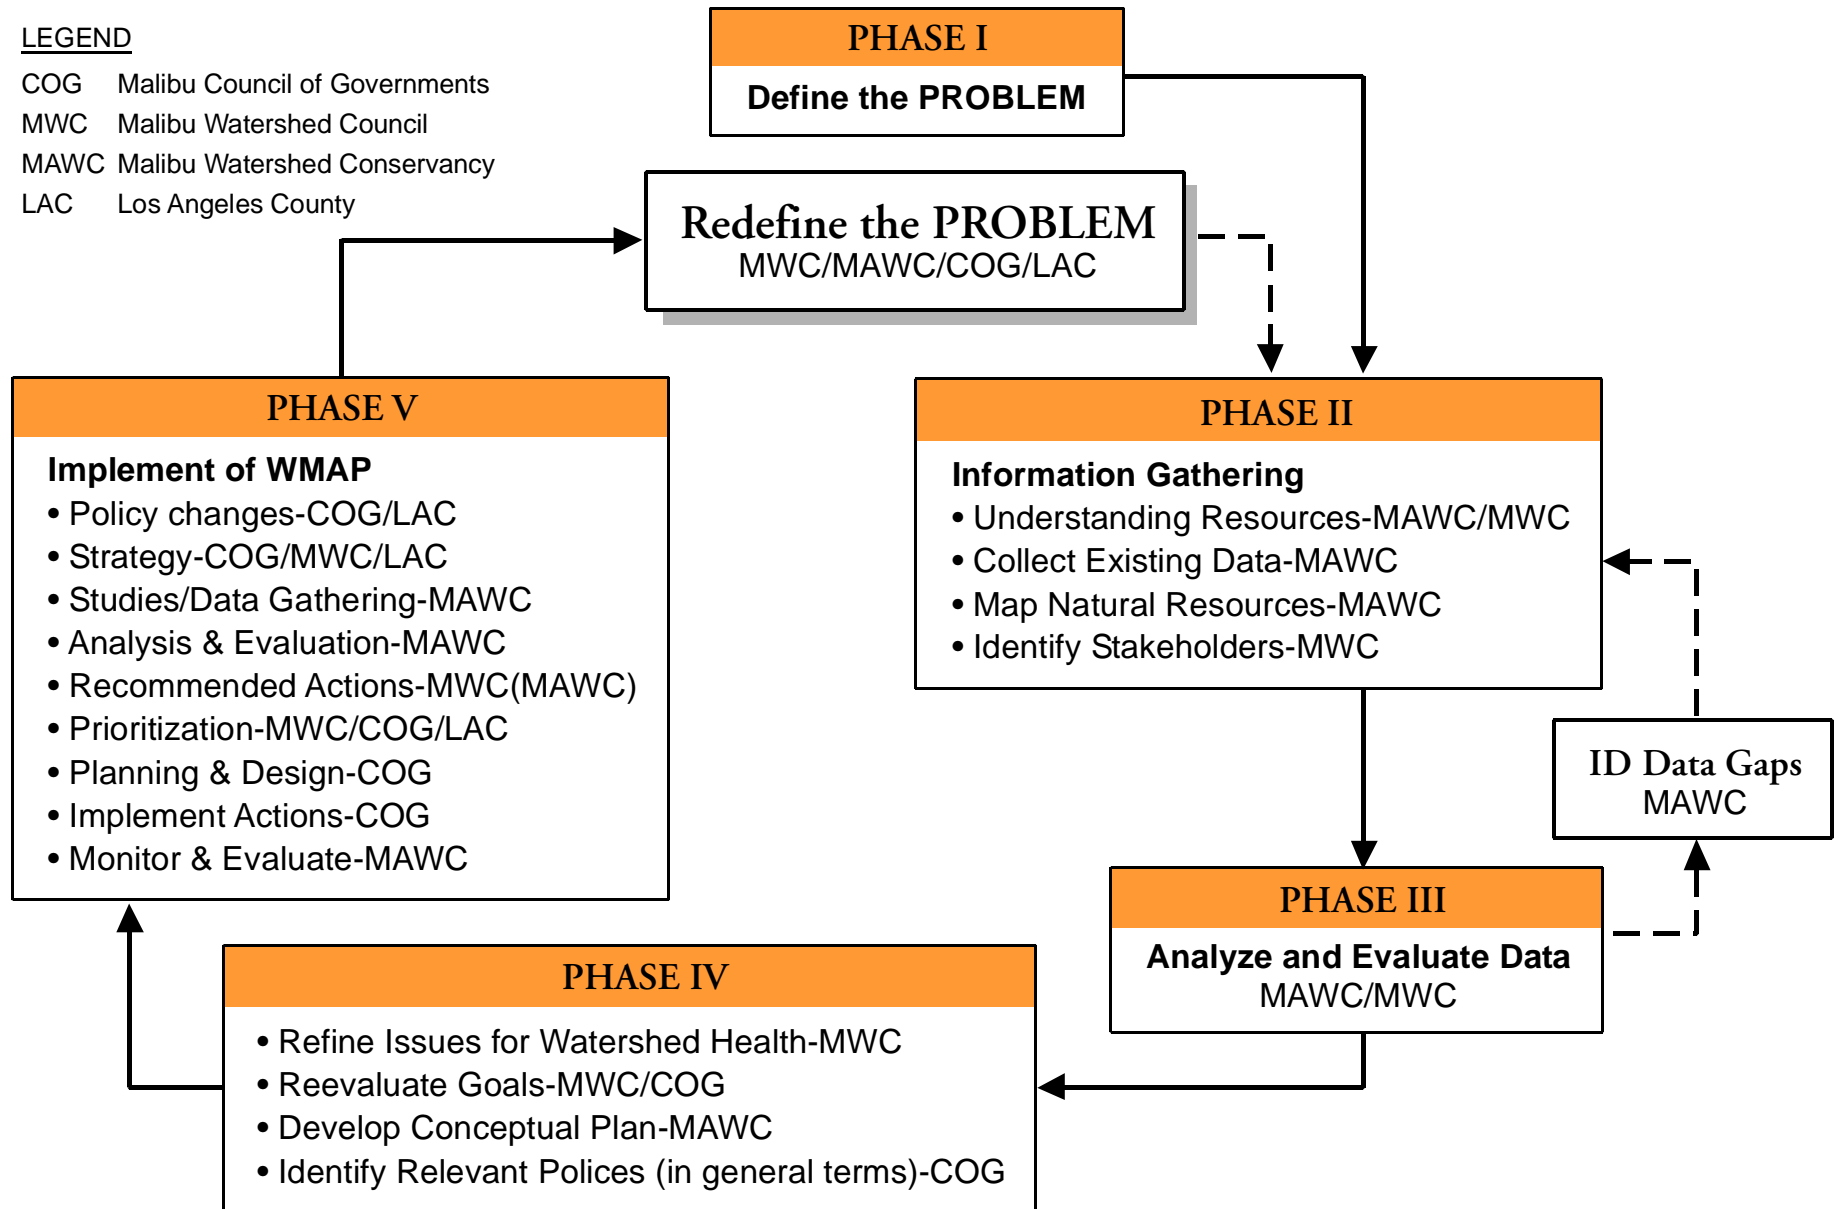 LEGEND
COG Malibu Council of Governments
MWC Malibu Watershed Council
MAWC Malibu Watershed Conservancy
LAC Los Angeles County
PHASE I
Define the PROBLEM
Redefine the PROBLEM
MWC/MAWC/COG/LAC
PHASE II
Information Gathering
• Understanding Resources-MAWC/MWC
• Collect Existing Data-MAWC
• Map Natural Resources-MAWC
• Identify Stakeholders-MWC
ID Data Gaps
MAWC
PHASE III
Analyze and Evaluate Data
MAWC/MWC
PHASE IV
• Refine Issues for Watershed Health-MWC
• Reevaluate Goals-MWC/COG
• Develop Conceptual Plan-MAWC
• Identify Relevant Polices (in general terms)-COG
PHASE V
Implement of WMAP
• Policy changes-COG/LAC
• Strategy-COG/MWC/LAC
• Studies/Data Gathering-MAWC
• Analysis & Evaluation-MAWC
• Recommended Actions-MWC(MAWC)
• Prioritization-MWC/COG/LAC
• Planning & Design-COG
• Implement Actions-COG
• Monitor & Evaluate-MAWC